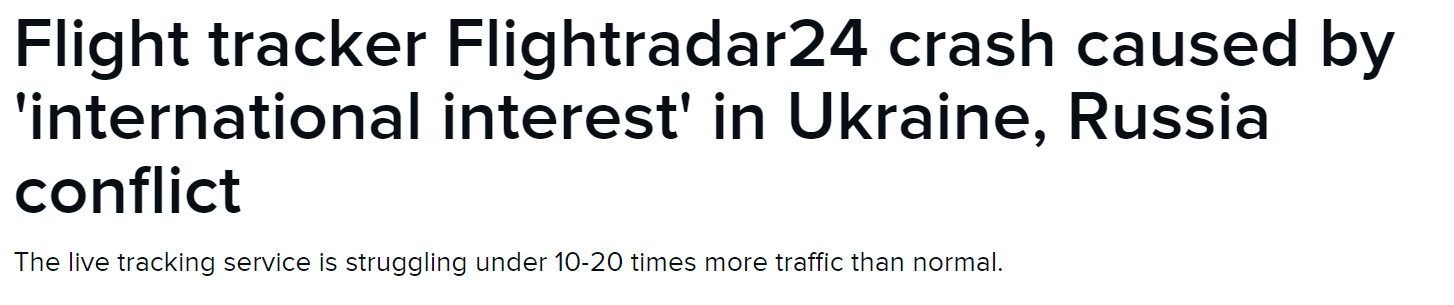 Flight tracker Flightradar24 crash caused by
'international interest' in Ukraine, Russia
conflict
The live tracking service is struggling under 10-20 times more traffic than normal.